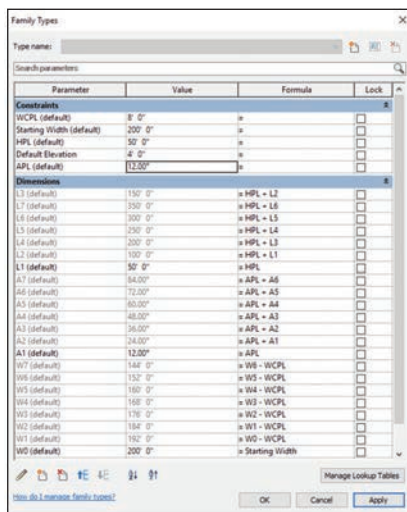 Family Types
Type name:
Search parameters
Parameter Value Formula Lock
Constraints
WCPL (default) 8' 0" =
Starting Width (default) 200' 0" =
HPL (default) 50' 0" =
Default Elevation 4' 0" =
APL (default) 12.00" =
Dimensions
L3 (default) 150' 0" = HPL + L2
L7 (default) 350' 0" = HPL + L6
L6 (default) 300' 0" = HPL + L5
L5 (default) 250' 0" = HPL + L4
L4 (default) 200' 0" = HPL + L3
L2 (default) 100' 0" = HPL + L1
L1 (default) 50' 0" = HPL
A7 (default) 84.00" = APL + A6
A6 (default) 72.00" = APL + A5
A5 (default) 60.00" = APL + A4
A4 (default) 48.00" = APL + A3
A3 (default) 36.00" = APL + A2
A2 (default) 24.00" = APL + A1
A1 (default) 12.00" = APL
W7 (default) 144' 0" = W6 - WCPL
W6 (default) 152' 0" = W5 - WCPL
W5 (default) 160' 0" = W4 - WCPL
W4 (default) 168' 0" = W3 - WCPL
W3 (default) 176' 0" = W2 - WCPL
W2 (default) 184' 0" = W1 - WCPL
W1 (default) 192' 0" = W0 - WCPL
W0 (default) 200' 0" = Starting Width
Manage Lookup Tables
How do I manage family types?
OK Cancel Apply